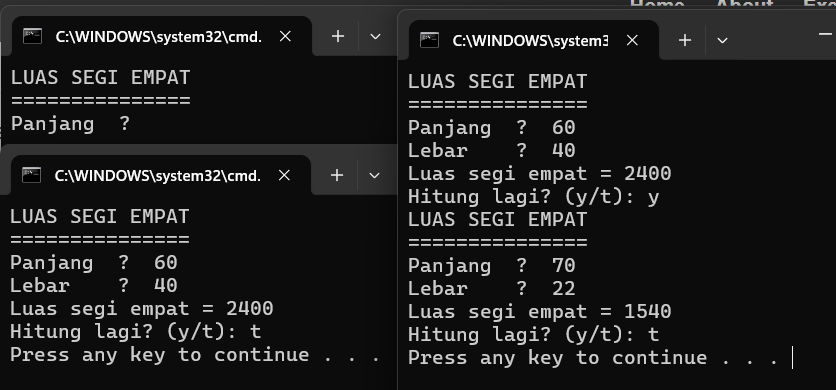 Home About Exe
C:\WINDOWS\system32\cmd.
LUAS SEGI EMPAT
===============
Panjang ?
C:\WINDOWS\system32\cmd.
LUAS SEGI EMPAT
===============
Panjang ? 60
Lebar ? 40
Luas segi empat = 2400
Hitung lagi? (y/t): t
Press any key to continue . . .
C:\WINDOWS\system3
LUAS SEGI EMPAT
===============
Panjang ? 60
Lebar ? 40
Luas segi empat = 2400
Hitung lagi? (y/t): y
LUAS SEGI EMPAT
===============
Panjang ? 70
Lebar ? 22
Luas segi empat = 1540
Hitung lagi? (y/t): t
Press any key to continue . . .